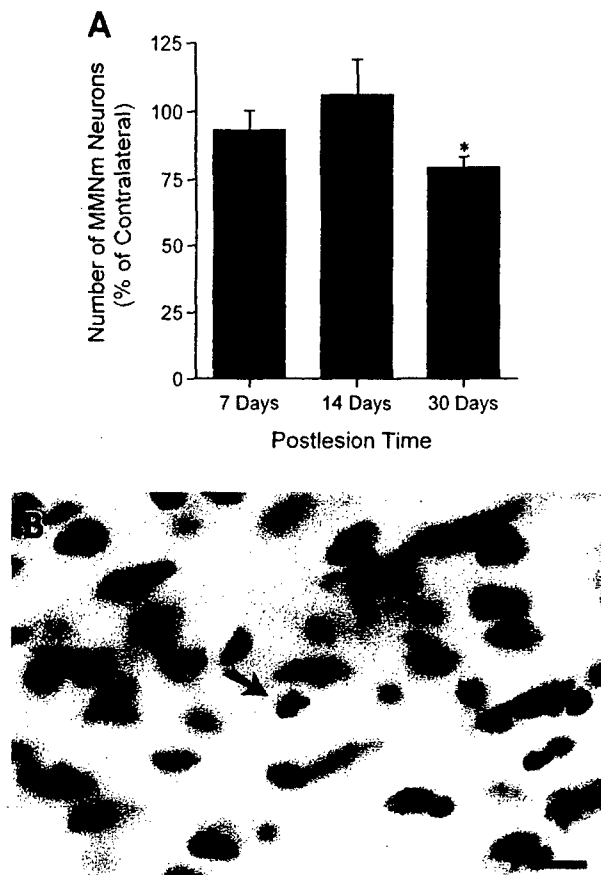 A
Number of MMNm Neurons
(% of Contralateral)
125
100
75
50
25
0
*
7 Days
14 Days
30 Days
Postlesion Time
B